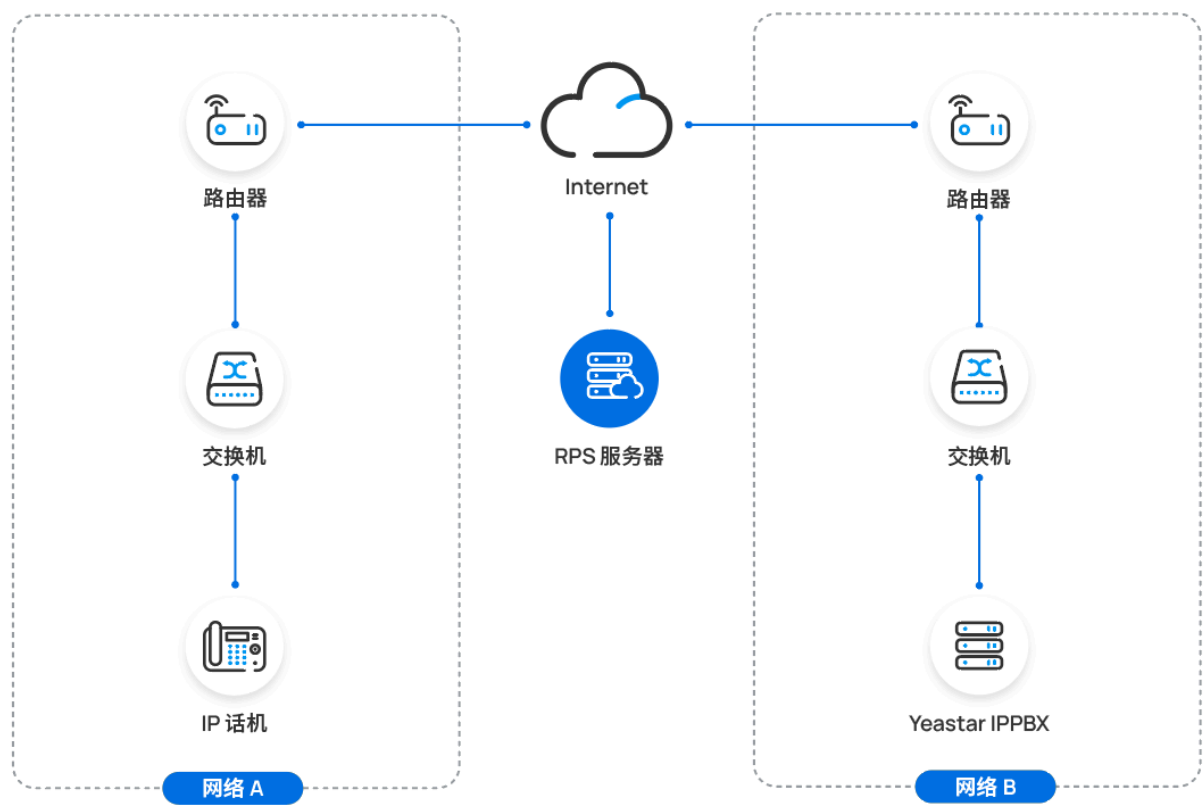 Internet
路由器
路由器
交换机
RPS 服务器
交换机
IP 话机
Yeastar IPPBX
网络 A
网络 B